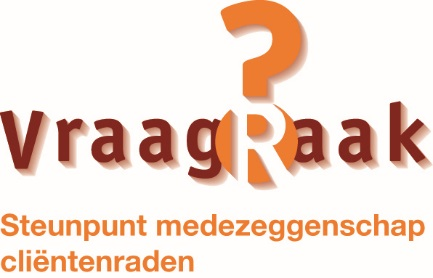 ?
VraagRaak
Steunpunt medezeggenschap
cliëntenraden